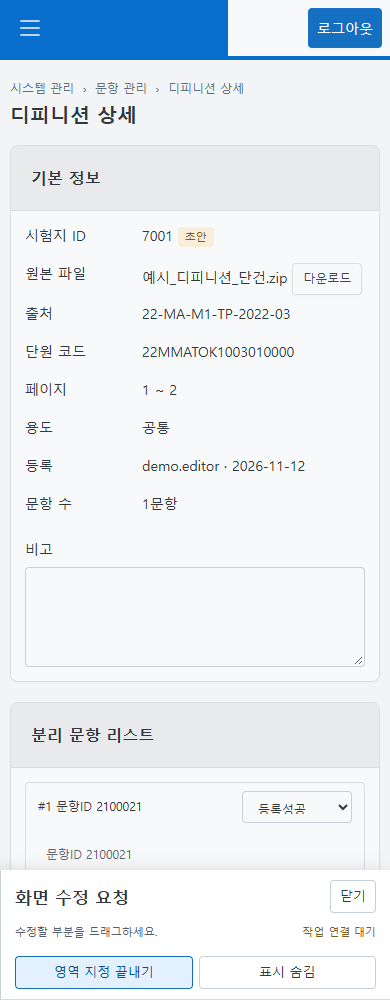 로그아웃
시스템 관리 › 문항 관리 › 디피니션 상세
디피니션 상세
기본 정보
시험지 ID 7001 초안
원본 파일 예시_디피니션_단건.zip 다운로드
출처 22-MA-M1-TP-2022-03
단원 코드 22MMATOK1003010000
페이지 1 ~ 2
용도 공통
등록 demo.editor · 2026-11-12
문항 수 1문항
비고
분리 문항 리스트
#1 문항ID 2100021 등록성공
문항ID 2100021
화면 수정 요청 닫기
수정할 부분을 드래그하세요. 작업 연결 대기
영역 지정 끝내기 표시 숨김